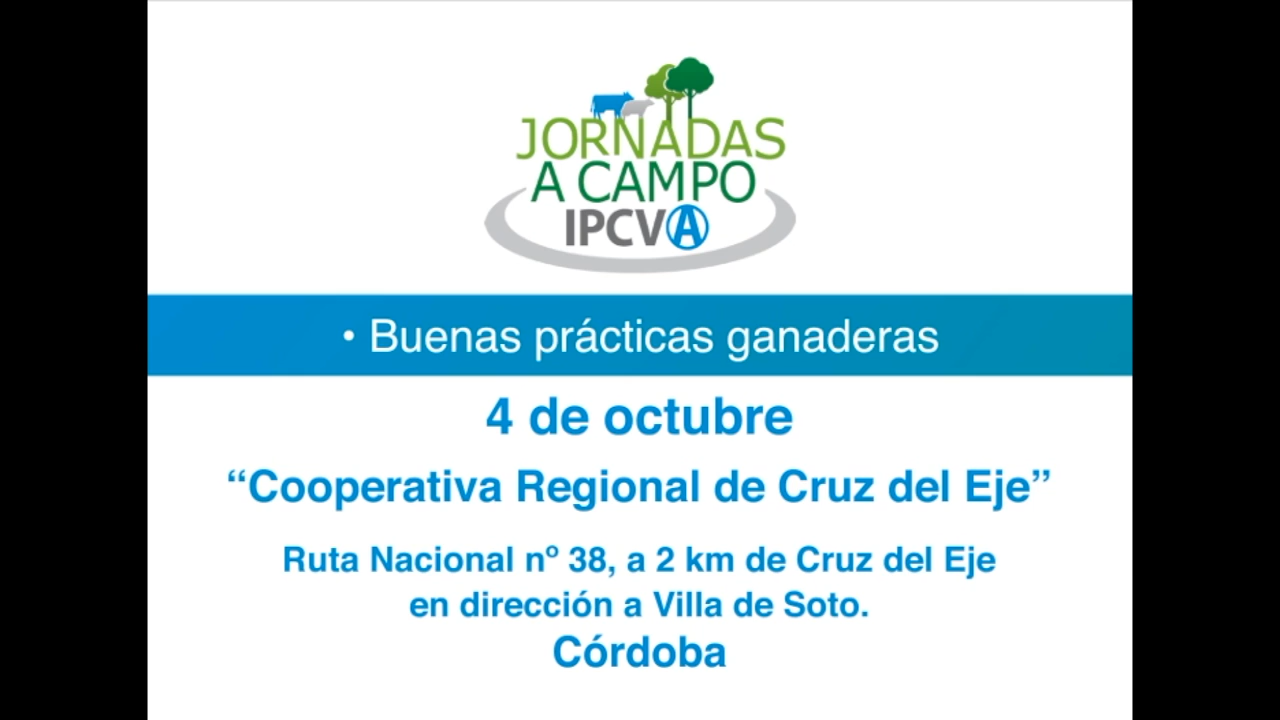 JORNADAS
A CAMPO
IPCVA
• Buenas prácticas ganaderas
4 de octubre
“Cooperativa Regional de Cruz del Eje”
Ruta Nacional nº 38, a 2 km de Cruz del Eje
en dirección a Villa de Soto.
Córdoba